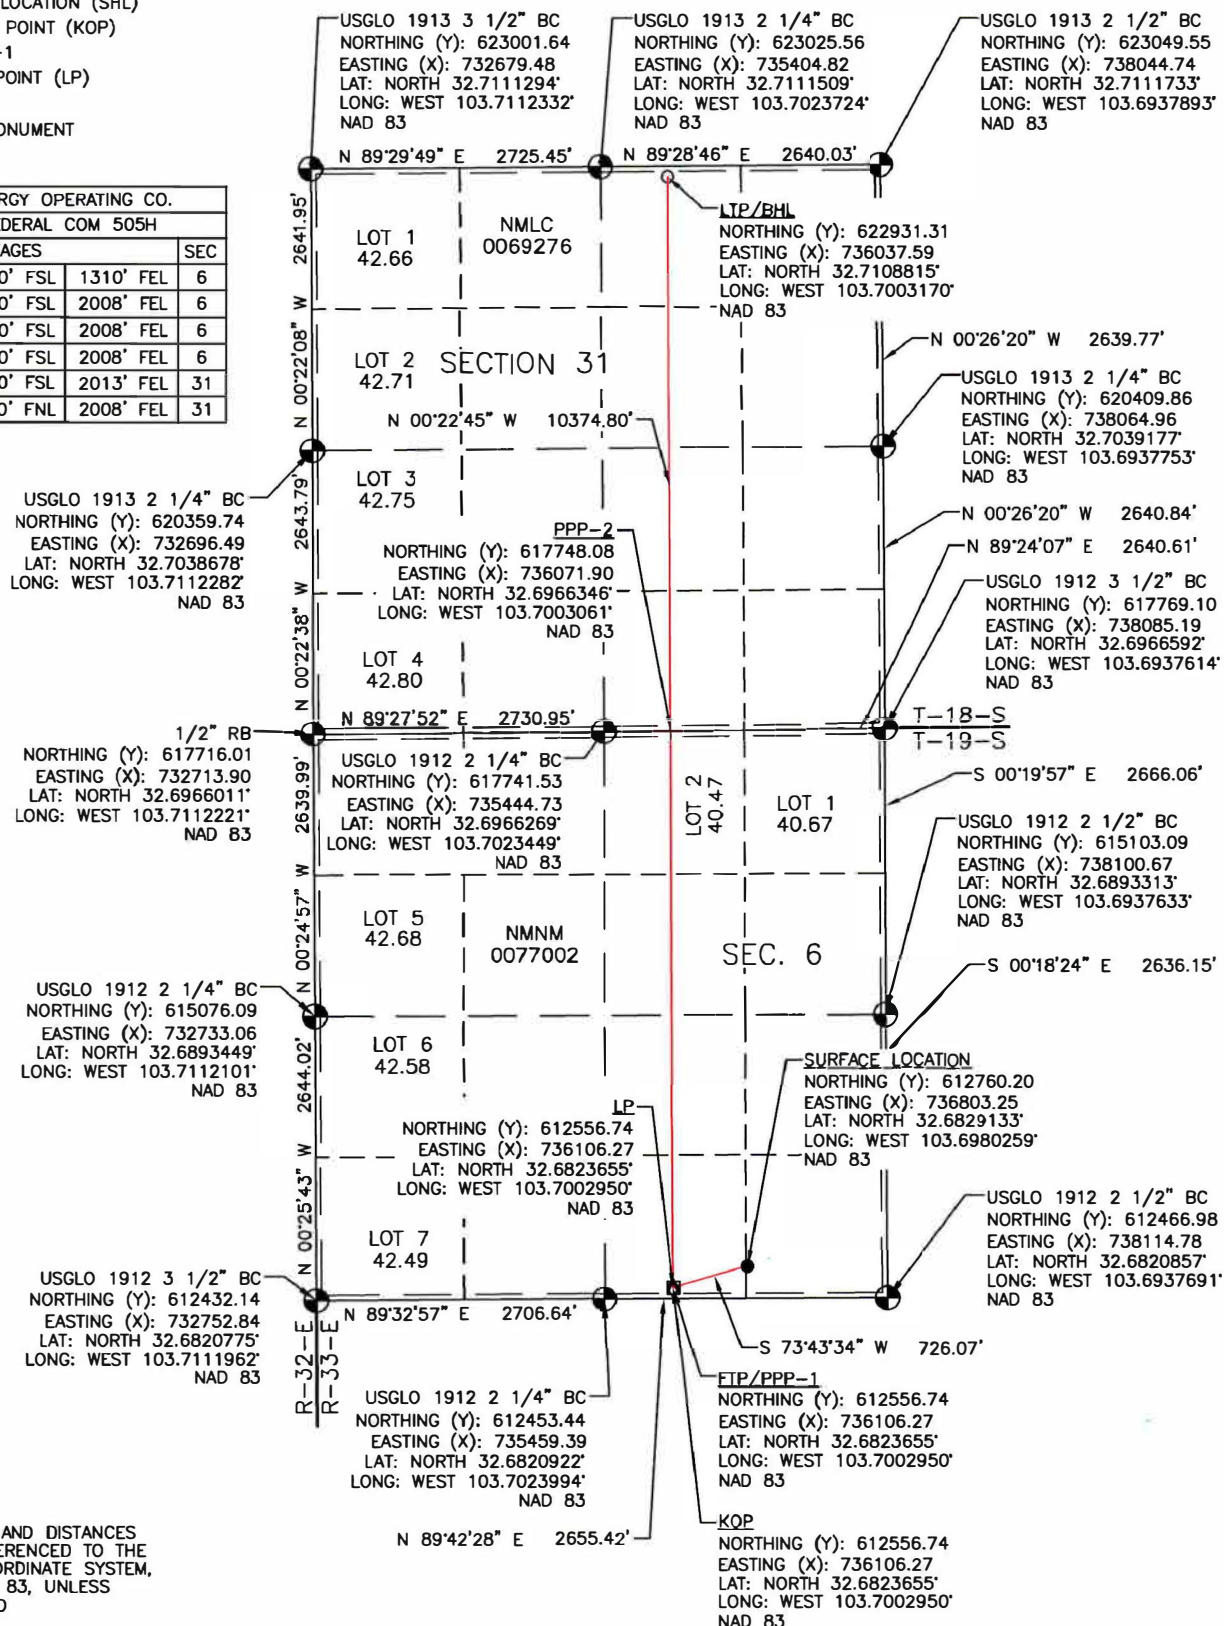 LOCATION (SHL)
POINT (KOP)
-1
POINT (LP)
ONUMENT
RGY OPERATING CO.
EDERAL COM 505H
AGES SEC
0' FSL 1310' FEL 6
0' FSL 2008' FEL 6
0' FSL 2008' FEL 6
0' FSL 2008' FEL 6
0' FSL 2013' FEL 31
0' FNL 2008' FEL 31
USGLO 1913 3 1/2" BC
NORTHING (Y): 623001.64
EASTING (X): 732679.48
LAT: NORTH 32.7111294°
LONG: WEST 103.7112332°
NAD 83
USGLO 1913 2 1/4" BC
NORTHING (Y): 623025.56
EASTING (X): 735404.82
LAT: NORTH 32.7111509°
LONG: WEST 103.7023724°
NAD 83
USGLO 1913 2 1/2" BC
NORTHING (Y): 623049.55
EASTING (X): 738044.74
LAT: NORTH 32.7111733°
LONG: WEST 103.6937893°
NAD 83
N 89°29'49" E 2725.45'
N 89°28'46" E 2640.03'
LTP/BHL
NORTHING (Y): 622931.31
EASTING (X): 736037.59
LAT: NORTH 32.7108815°
LONG: WEST 103.7003170°
NAD 83
N 00°22'08" W 2641.95'
LOT 1
42.66
NMLC
0069276
LOT 2
42.71
SECTION 31
N 00°26'20" W 2639.77'
USGLO 1913 2 1/4" BC
NORTHING (Y): 620409.86
EASTING (X): 738064.96
LAT: NORTH 32.7039177°
LONG: WEST 103.6937753°
NAD 83
N 00°22'45" W 10374.80'
LOT 3
42.75
USGLO 1913 2 1/4" BC
NORTHING (Y): 620359.74
EASTING (X): 732696.49
LAT: NORTH 32.7038678°
LONG: WEST 103.7112282°
NAD 83
N 00°22'38" W 2643.79'
PPP-2
NORTHING (Y): 617748.08
EASTING (X): 736071.90
LAT: NORTH 32.6966346°
LONG: WEST 103.7003061°
NAD 83
N 00°26'20" W 2640.84'
N 89°24'07" E 2640.61'
USGLO 1912 3 1/2" BC
NORTHING (Y): 617769.10
EASTING (X): 738085.19
LAT: NORTH 32.6966592°
LONG: WEST 103.6937614°
NAD 83
LOT 4
42.80
N 89°27'52" E 2730.95'
T-18-S
T-19-S
1/2" RB
NORTHING (Y): 617716.01
EASTING (X): 732713.90
LAT: NORTH 32.6966011°
LONG: WEST 103.7112221°
NAD 83
USGLO 1912 2 1/4" BC
NORTHING (Y): 617741.53
EASTING (X): 735444.73
LAT: NORTH 32.6966269°
LONG: WEST 103.7023449°
NAD 83
N 00°24'57" W 2639.99'
LOT 2
40.47
LOT 1
40.67
S 00°19'57" E 2666.06'
USGLO 1912 2 1/2" BC
NORTHING (Y): 615103.09
EASTING (X): 738100.67
LAT: NORTH 32.6893313°
LONG: WEST 103.6937633°
NAD 83
LOT 5
42.68
NMNM
0077002
SEC. 6
S 00°18'24" E 2636.15'
USGLO 1912 2 1/4" BC
NORTHING (Y): 615076.09
EASTING (X): 732733.06
LAT: NORTH 32.6893449°
LONG: WEST 103.7112101°
NAD 83
LOT 6
42.58
N 00°25'43" W 2644.02'
LP
NORTHING (Y): 612556.74
EASTING (X): 736106.27
LAT: NORTH 32.6823655°
LONG: WEST 103.7002950°
NAD 83
SURFACE LOCATION
NORTHING (Y): 612760.20
EASTING (X): 736803.25
LAT: NORTH 32.6829133°
LONG: WEST 103.6980259°
NAD 83
LOT 7
42.49
USGLO 1912 2 1/2" BC
NORTHING (Y): 612466.98
EASTING (X): 738114.78
LAT: NORTH 32.6820857°
LONG: WEST 103.6937691°
NAD 83
USGLO 1912 3 1/2" BC
NORTHING (Y): 612432.14
EASTING (X): 732752.84
LAT: NORTH 32.6820775°
LONG: WEST 103.7111962°
NAD 83
N 89°32'57" E 2706.64'
R-32-E
R-33-E
S 73°43'34" W 726.07'
USGLO 1912 2 1/4" BC
NORTHING (Y): 612453.44
EASTING (X): 735459.39
LAT: NORTH 32.6820922°
LONG: WEST 103.7023994°
NAD 83
FTP/PPP-1
NORTHING (Y): 612556.74
EASTING (X): 736106.27
LAT: NORTH 32.6823655°
LONG: WEST 103.7002950°
NAD 83
N 89°42'28" E 2655.42'
KOP
NORTHING (Y): 612556.74
EASTING (X): 736106.27
LAT: NORTH 32.6823655°
LONG: WEST 103.7002950°
NAD 83
AND DISTANCES
ERENCED TO THE
ORDINATE SYSTEM,
83, UNLESS
D